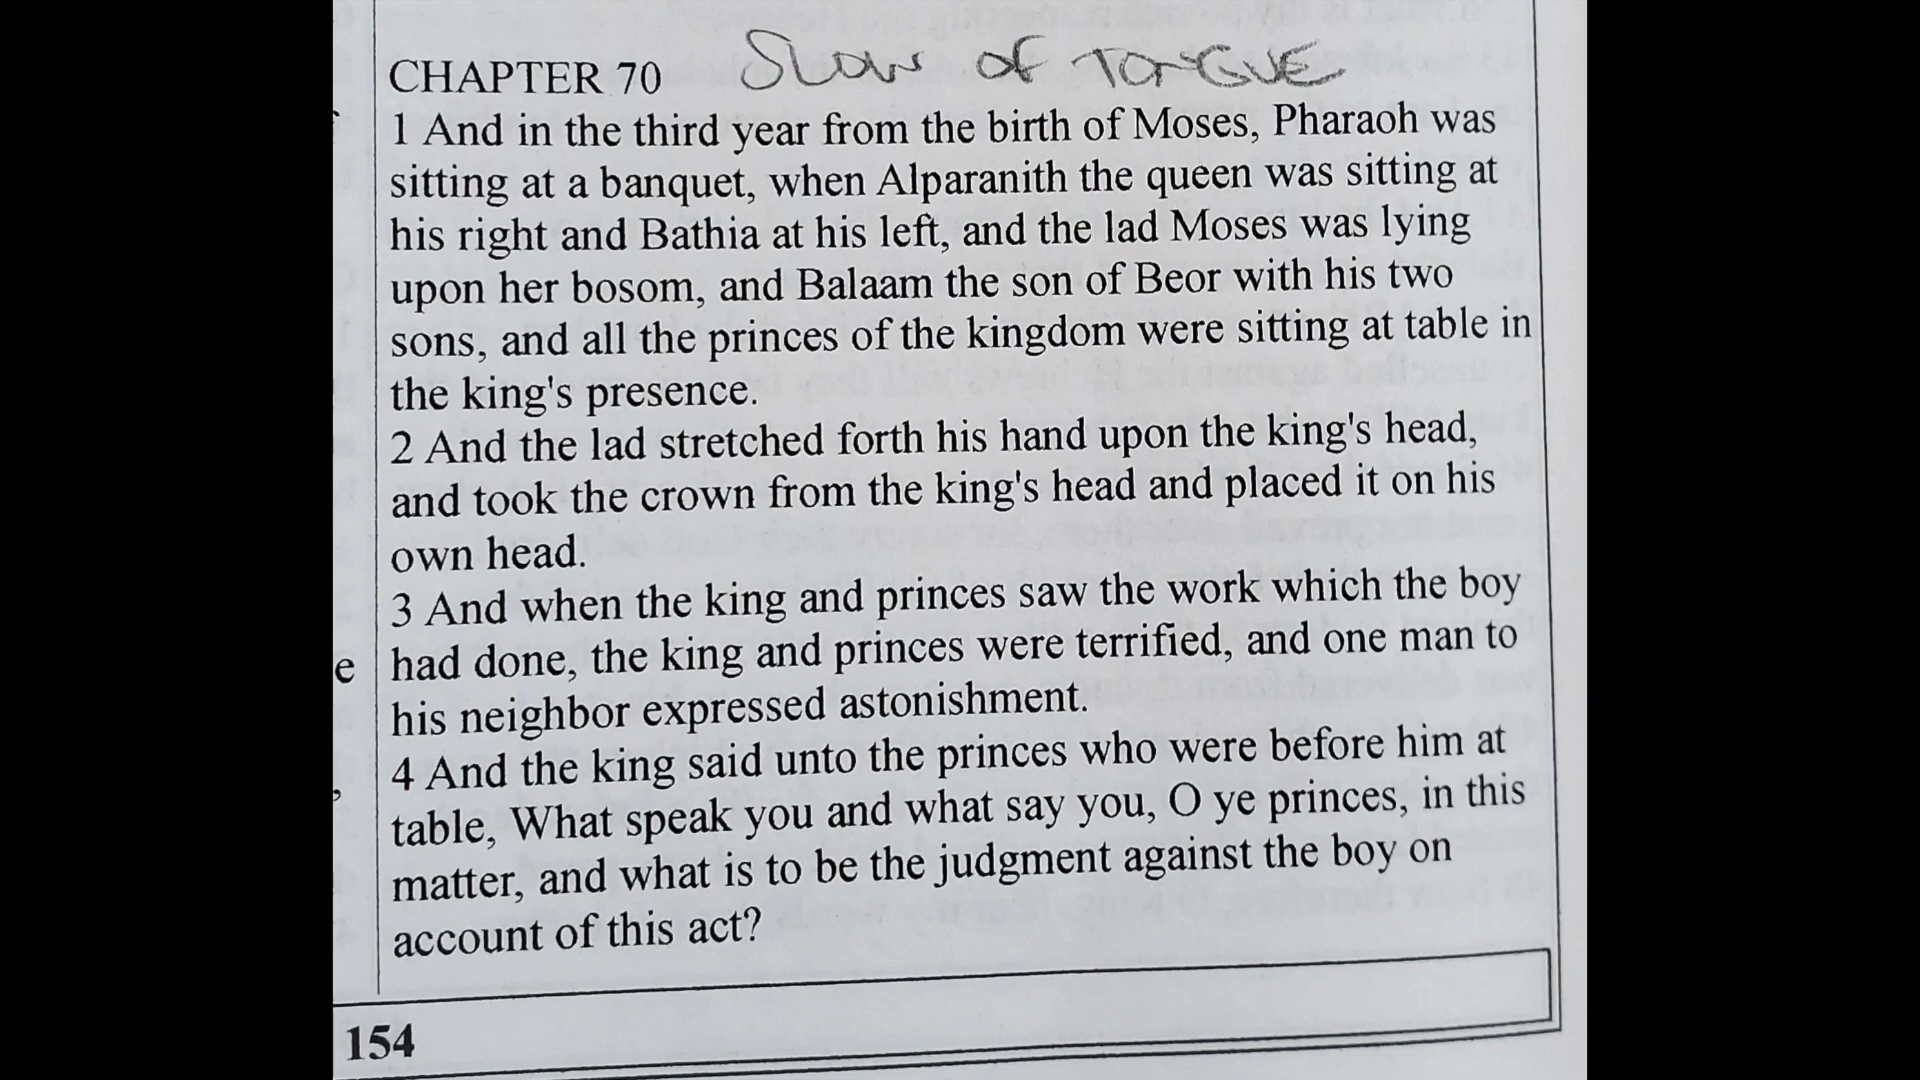 CHAPTER 70 Slow of TONGUE
1 And in the third year from the birth of Moses, Pharaoh was
sitting at a banquet, when Alparanith the queen was sitting at
his right and Bathia at his left, and the lad Moses was lying
upon her bosom, and Balaam the son of Beor with his two
sons, and all the princes of the kingdom were sitting at table in
the king's presence.
2 And the lad stretched forth his hand upon the king's head,
and took the crown from the king's head and placed it on his
own head.
3 And when the king and princes saw the work which the boy
e had done, the king and princes were terrified, and one man to
his neighbor expressed astonishment.
4 And the king said unto the princes who were before him at
, table, What speak you and what say you, O ye princes, in this
matter, and what is to be the judgment against the boy on
account of this act?
154